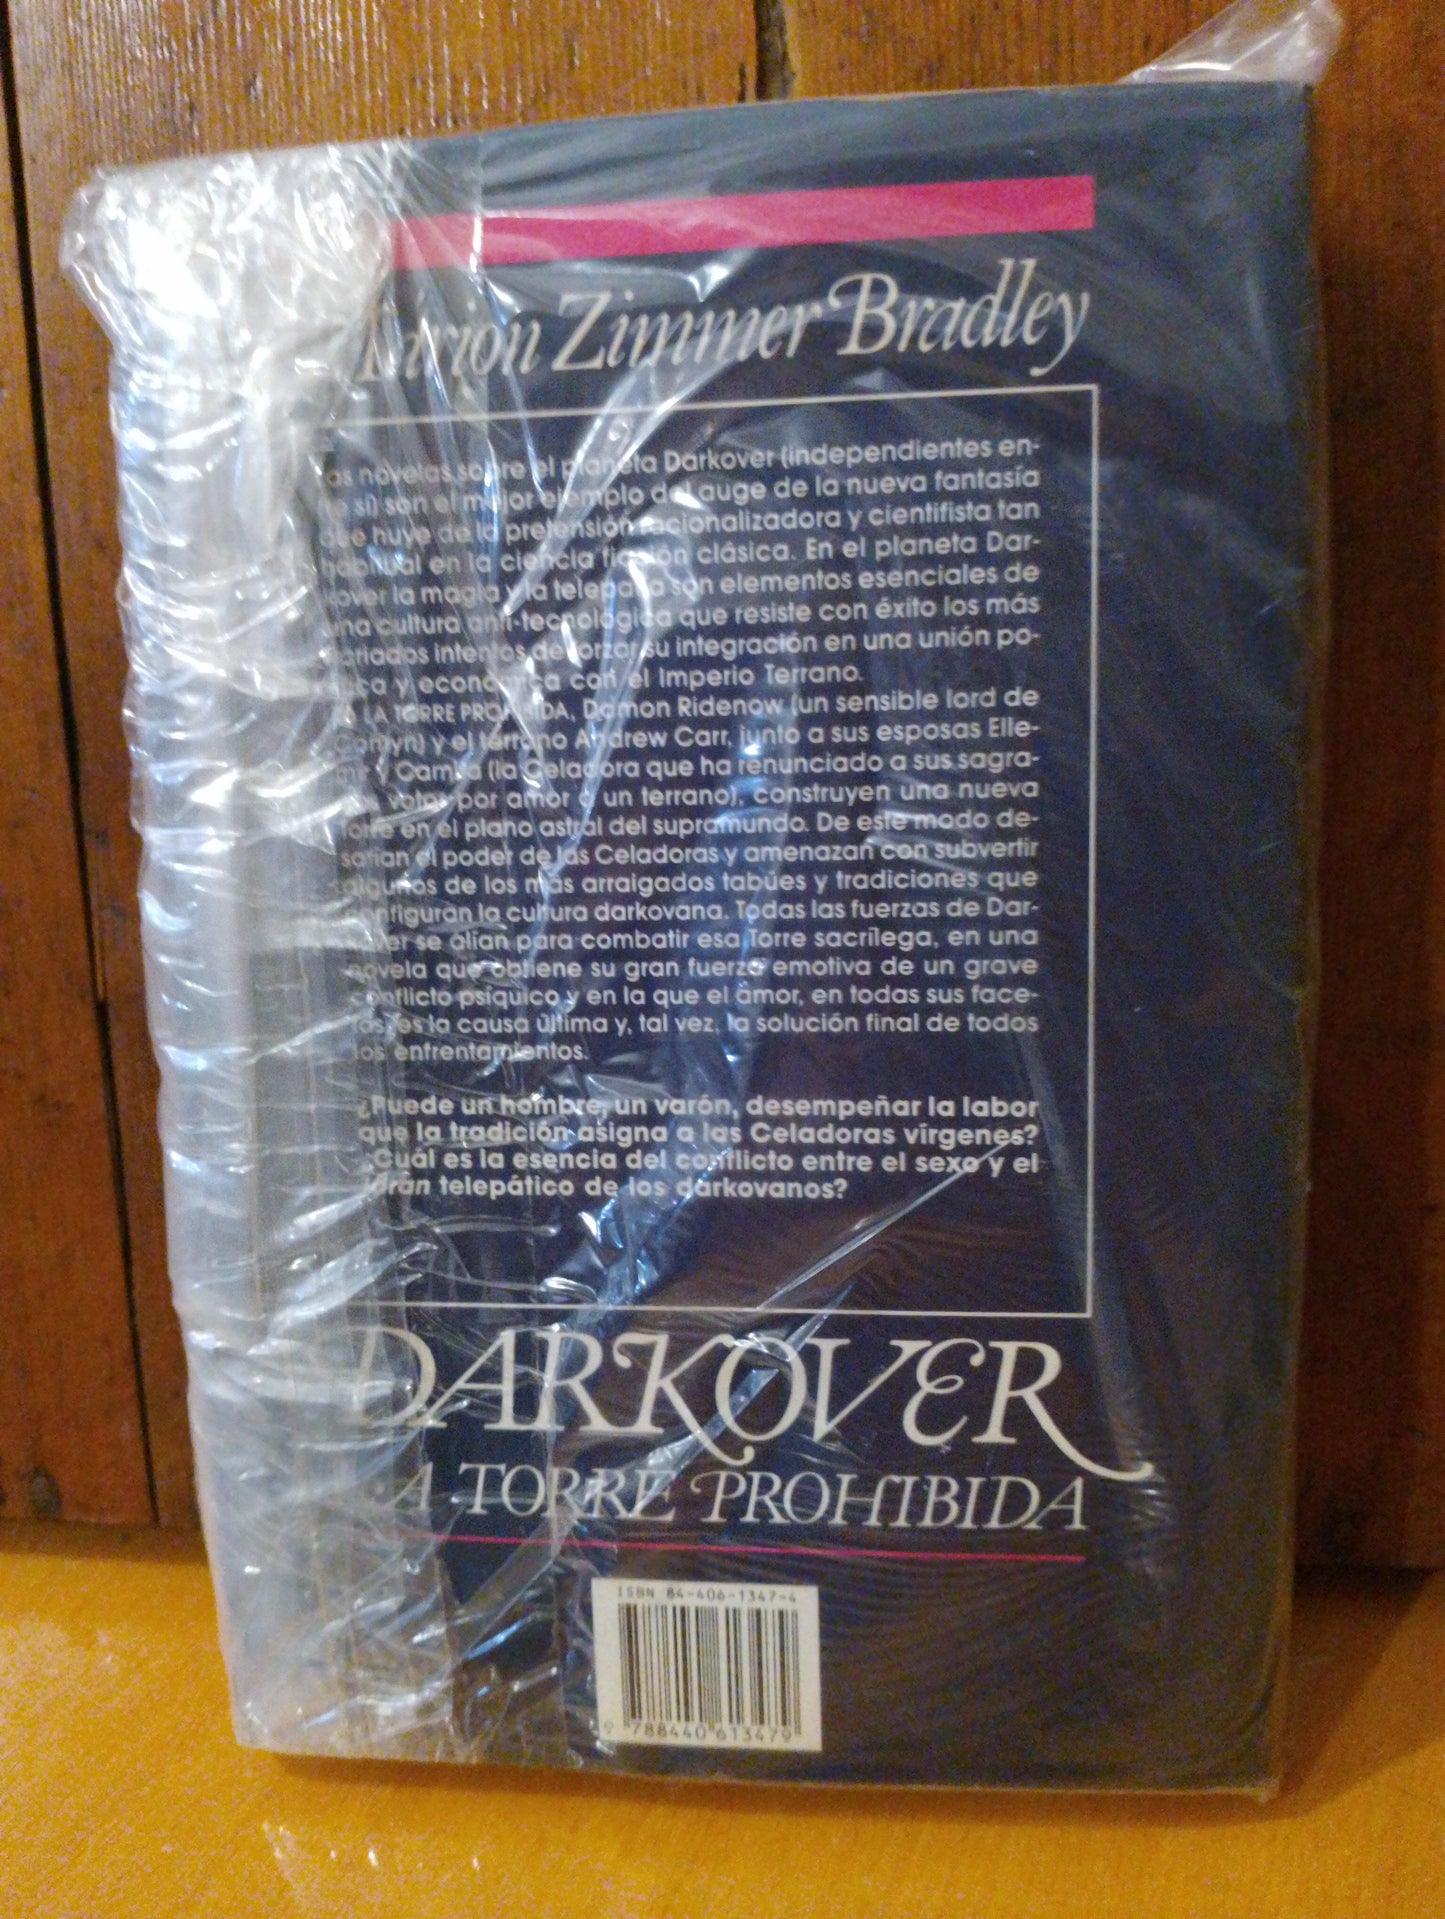 Marion Zimmer Bradley
as novelas sobre el planeta Darkover (independientes en-
e sí) son el mejor ejemplo del auge de la nueva fantasía
que huye de la pretensión racionalizadora y cientifista tan
habitual en la ciencia ficción clásica. En el planeta Dar-
kover la magia y la telepatía son elementos esenciales de
una cultura anti-tecnológica que resiste con éxito los más
variados intentos de forzar su integración en una unión po-
ica y económica con el Imperio Terrano.
LA TORRE PROHIBIDA, Damon Ridenow (un sensible lord de
Comyn) y el terrano Andrew Carr, junto a sus esposas Elle-
mir y Camila (la Celadora que ha renunciado a sus sagra-
votos por amor a un terrano), construyen una nueva
Torre en el plano astral del supramundo. De este modo de-
safían el poder de las Celadoras y amenazan con subvertir
algunos de los más arraigados tabúes y tradiciones que
configuran la cultura darkovana. Todas las fuerzas de Dar-
kover se alían para combatir esa Torre sacrílega, en una
novela que obtiene su gran fuerza emotiva de un grave
conflicto psíquico y en la que el amor, en todas sus face-
tas, es la causa última y, tal vez, la solución final de todos
los enfrentamientos.
¿Puede un hombre, un varón, desempeñar la labor
que la tradición asigna a las Celadoras vírgenes?
¿Cuál es la esencia del conflicto entre el sexo y el
laran telepático de los darkovanos?
DARKOVER
LA TORRE PROHIBIDA
ISBN 84-406-1347-4
9 788440 613479